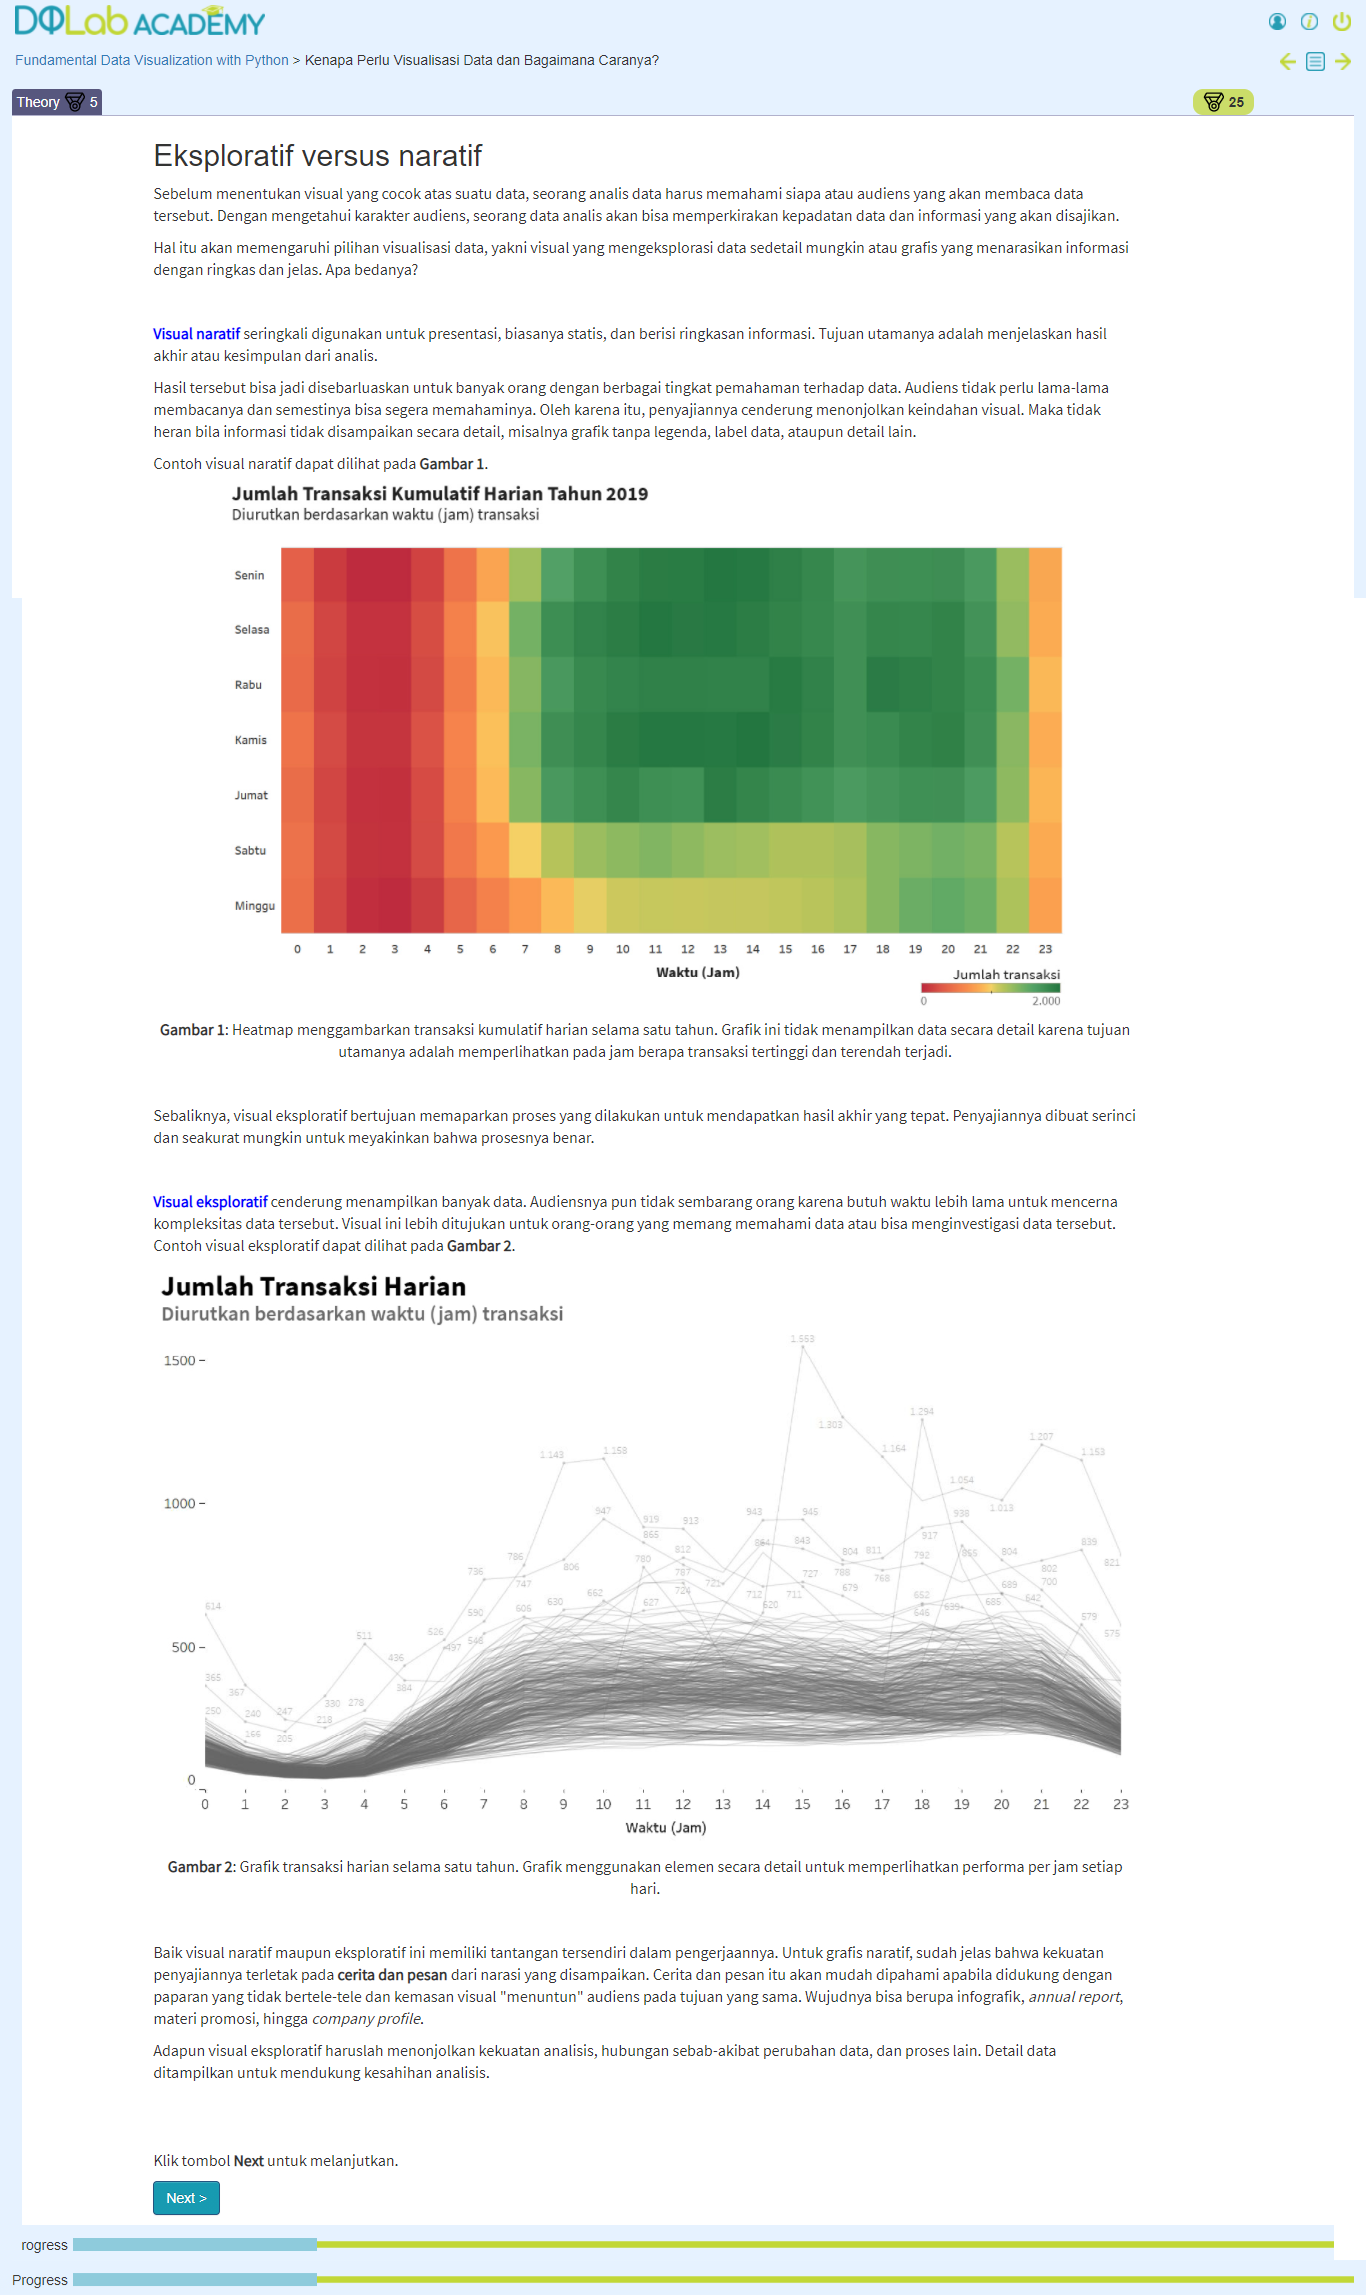 DQLab ACADEMY
Fundamental Data Visualization with Python > Kenapa Perlu Visualisasi Data dan Bagaimana Caranya?
Theory 5
25
Eksploratif versus naratif
Sebelum menentukan visual yang cocok atas suatu data, seorang analis data harus memahami siapa atau audiens yang akan membaca data
tersebut. Dengan mengetahui karakter audiens, seorang data analis akan bisa memperkirakan kepadatan data dan informasi yang akan disajikan.
Hal itu akan memengaruhi pilihan visualisasi data, yakni visual yang mengeksplorasi data sedetail mungkin atau grafis yang menarasikan informasi
dengan ringkas dan jelas. Apa bedanya?
Visual naratif seringkali digunakan untuk presentasi, biasanya statis, dan berisi ringkasan informasi. Tujuan utamanya adalah menjelaskan hasil
akhir atau kesimpulan dari analis.
Hasil tersebut bisa jadi disebarluaskan untuk banyak orang dengan berbagai tingkat pemahaman terhadap data. Audiens tidak perlu lama-lama
membacanya dan semestinya bisa segera memahaminya. Oleh karena itu, penyajiannya cenderung menonjolkan keindahan visual. Maka tidak
heran bila informasi tidak disampaikan secara detail, misalnya grafik tanpa legenda, label data, ataupun detail lain.
Contoh visual naratif dapat dilihat pada Gambar 1.
Jumlah Transaksi Kumulatif Harian Tahun 2019
Diurutkan berdasarkan waktu (jam) transaksi
Senin
Selasa
Rabu
Kamis
Jumat
Sabtu
Minggu
0 1 2 3 4 5 6 7 8 9 10 11 12 13 14 15 16 17 18 19 20 21 22 23
Waktu (Jam)
Jumlah transaksi
0 2.000
Gambar 1: Heatmap menggambarkan transaksi kumulatif harian selama satu tahun. Grafik ini tidak menampilkan data secara detail karena tujuan
utamanya adalah memperlihatkan pada jam berapa transaksi tertinggi dan terendah terjadi.
Sebaliknya, visual eksploratif bertujuan memaparkan proses yang dilakukan untuk mendapatkan hasil akhir yang tepat. Penyajiannya dibuat serinci
dan seakurat mungkin untuk meyakinkan bahwa prosesnya benar.
Visual eksploratif cenderung menampilkan banyak data. Audiensnya pun tidak sembarang orang karena butuh waktu lebih lama untuk mencerna
kompleksitas data tersebut. Visual ini lebih ditujukan untuk orang-orang yang memang memahami data atau bisa menginvestigasi data tersebut.
Contoh visual eksploratif dapat dilihat pada Gambar 2.
Jumlah Transaksi Harian
Diurutkan berdasarkan waktu (jam) transaksi
1.553
1500
1.303 1.294
1.164 1.207
1.143 1.158 1.153
1.054
1000 1.013
947 919 913 943 945 938
865 864 843 917 839
786 806 780 812 804 811 792 855 804 802 821
736 747 787 721 727 788 768 700
662 724 712 711 679 689
614 590 606 630 627 620 652 639 685 642
526 548 646 579 575
511 497
500
436
365 367 384
330 278
250 240 247 218
166 205
0
0 1 2 3 4 5 6 7 8 9 10 11 12 13 14 15 16 17 18 19 20 21 22 23
Waktu (Jam)
Gambar 2: Grafik transaksi harian selama satu tahun. Grafik menggunakan elemen secara detail untuk memperlihatkan performa per jam setiap
hari.
Baik visual naratif maupun eksploratif ini memiliki tantangan tersendiri dalam pengerjaannya. Untuk grafis naratif, sudah jelas bahwa kekuatan
penyajiannya terletak pada cerita dan pesan dari narasi yang disampaikan. Cerita dan pesan itu akan mudah dipahami apabila didukung dengan
paparan yang tidak bertele-tele dan kemasan visual "menuntun" audiens pada tujuan yang sama. Wujudnya bisa berupa infografik, annual report,
materi promosi, hingga company profile.
Adapun visual eksploratif haruslah menonjolkan kekuatan analisis, hubungan sebab-akibat perubahan data, dan proses lain. Detail data
ditampilkan untuk mendukung kesahihan analisis.
Klik tombol Next untuk melanjutkan.
Next >
rogress
Progress